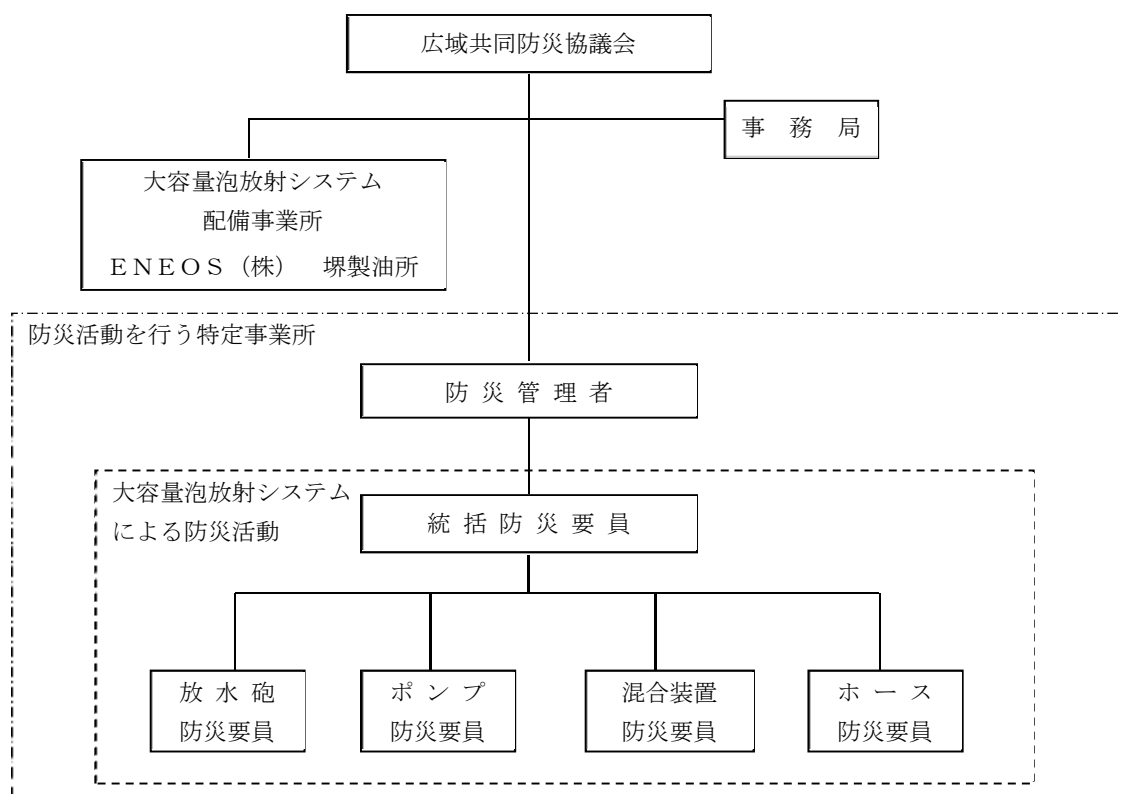 広域共同防災協議会
事　務　局
大容量泡放射システム
配備事業所
ＥＮＥＯＳ（株）　堺製油所
防災活動を行う特定事業所
防 災 管 理 者
大容量泡放射システム
による防災活動
統 括 防 災 要 員
放 水 砲
防災要員
ポ ン プ
防災要員
混合装置
防災要員
ホ ー ス
防災要員